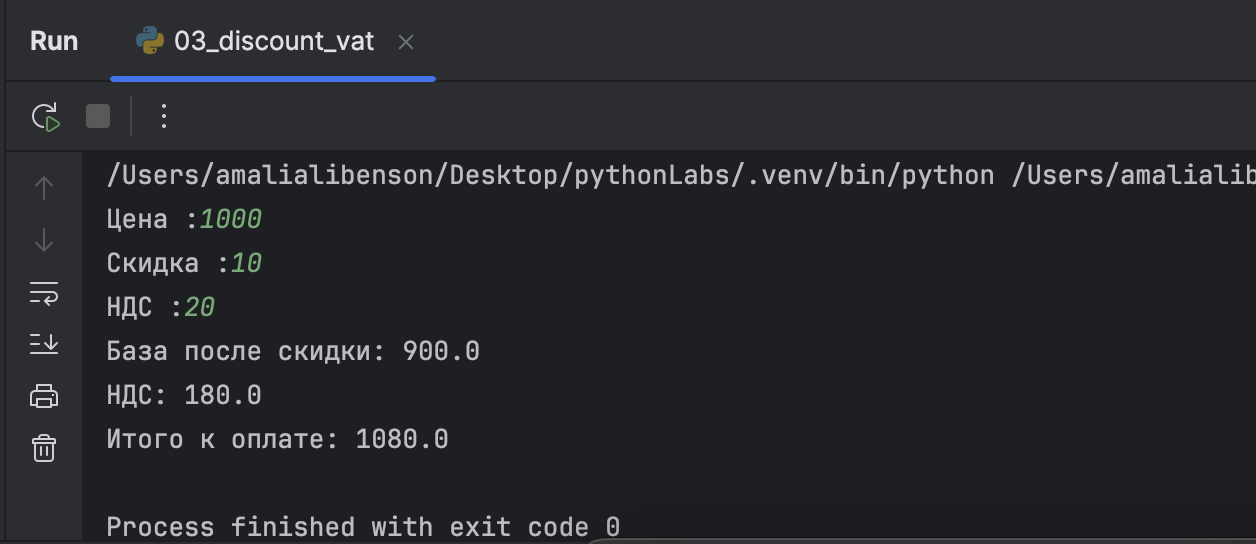 Run
03_discount_vat
/Users/amalialibenson/Desktop/pythonLabs/.venv/bin/python /Users/amalialib
Цена :1000
Скидка :10
НДС :20
База после скидки: 900.0
НДС: 180.0
Итого к оплате: 1080.0
Process finished with exit code 0